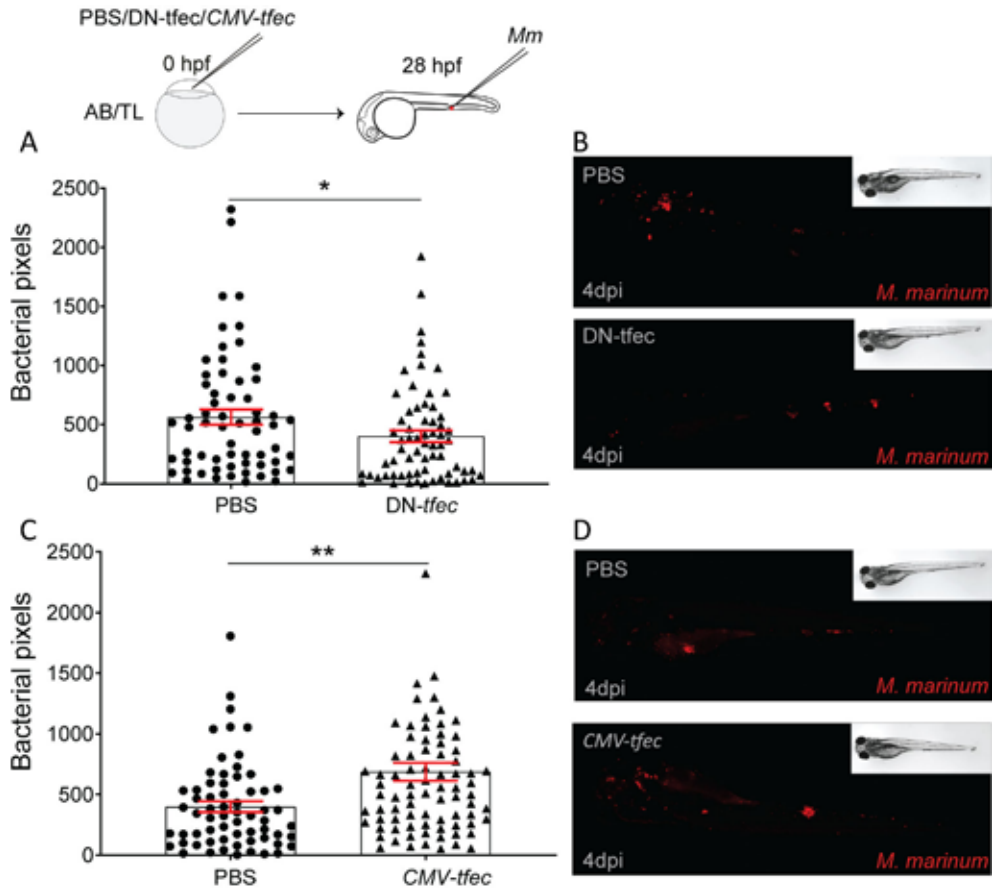 PBS/DN-tfec/CMV-tfec
Mm
0 hpf
28 hpf
AB/TL
A
2500
2000
1500
1000
500
0
Bacterial pixels
*
PBS
DN-tfec
B
PBS
4dpi
M. marinum
DN-tfec
4dpi
M. marinum
C
2500
2000
1500
1000
500
0
Bacterial pixels
**
PBS
CMV-tfec
D
PBS
4dpi
M. marinum
CMV-tfec
4dpi
M. marinum